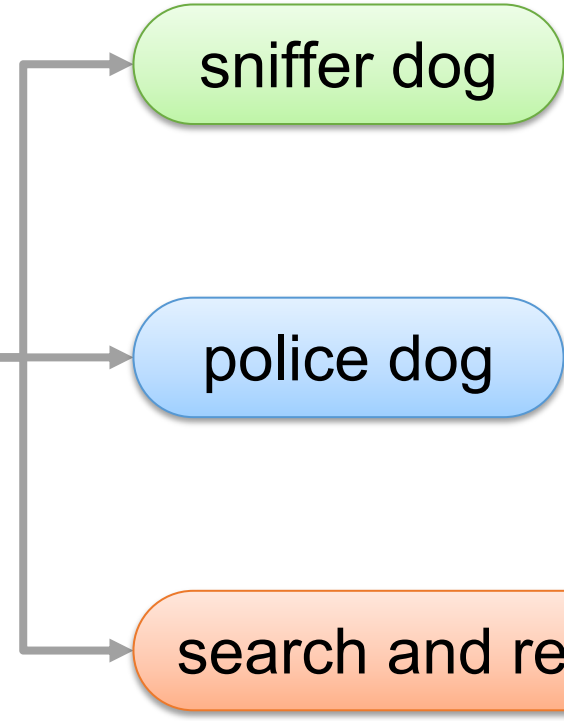 sniffer dog
police dog
search and re